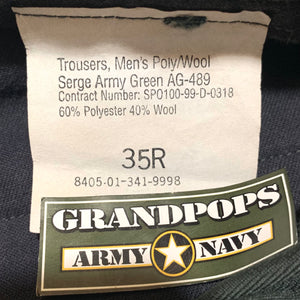 Trousers, Men's Poly/Wool
Serge Army Green AG-489
Contract Number: SPO100-99-D-0318
60% Polyester 40% Wool
35R
8405-01-341-9998
GRANDPOPS
ARMY NAVY